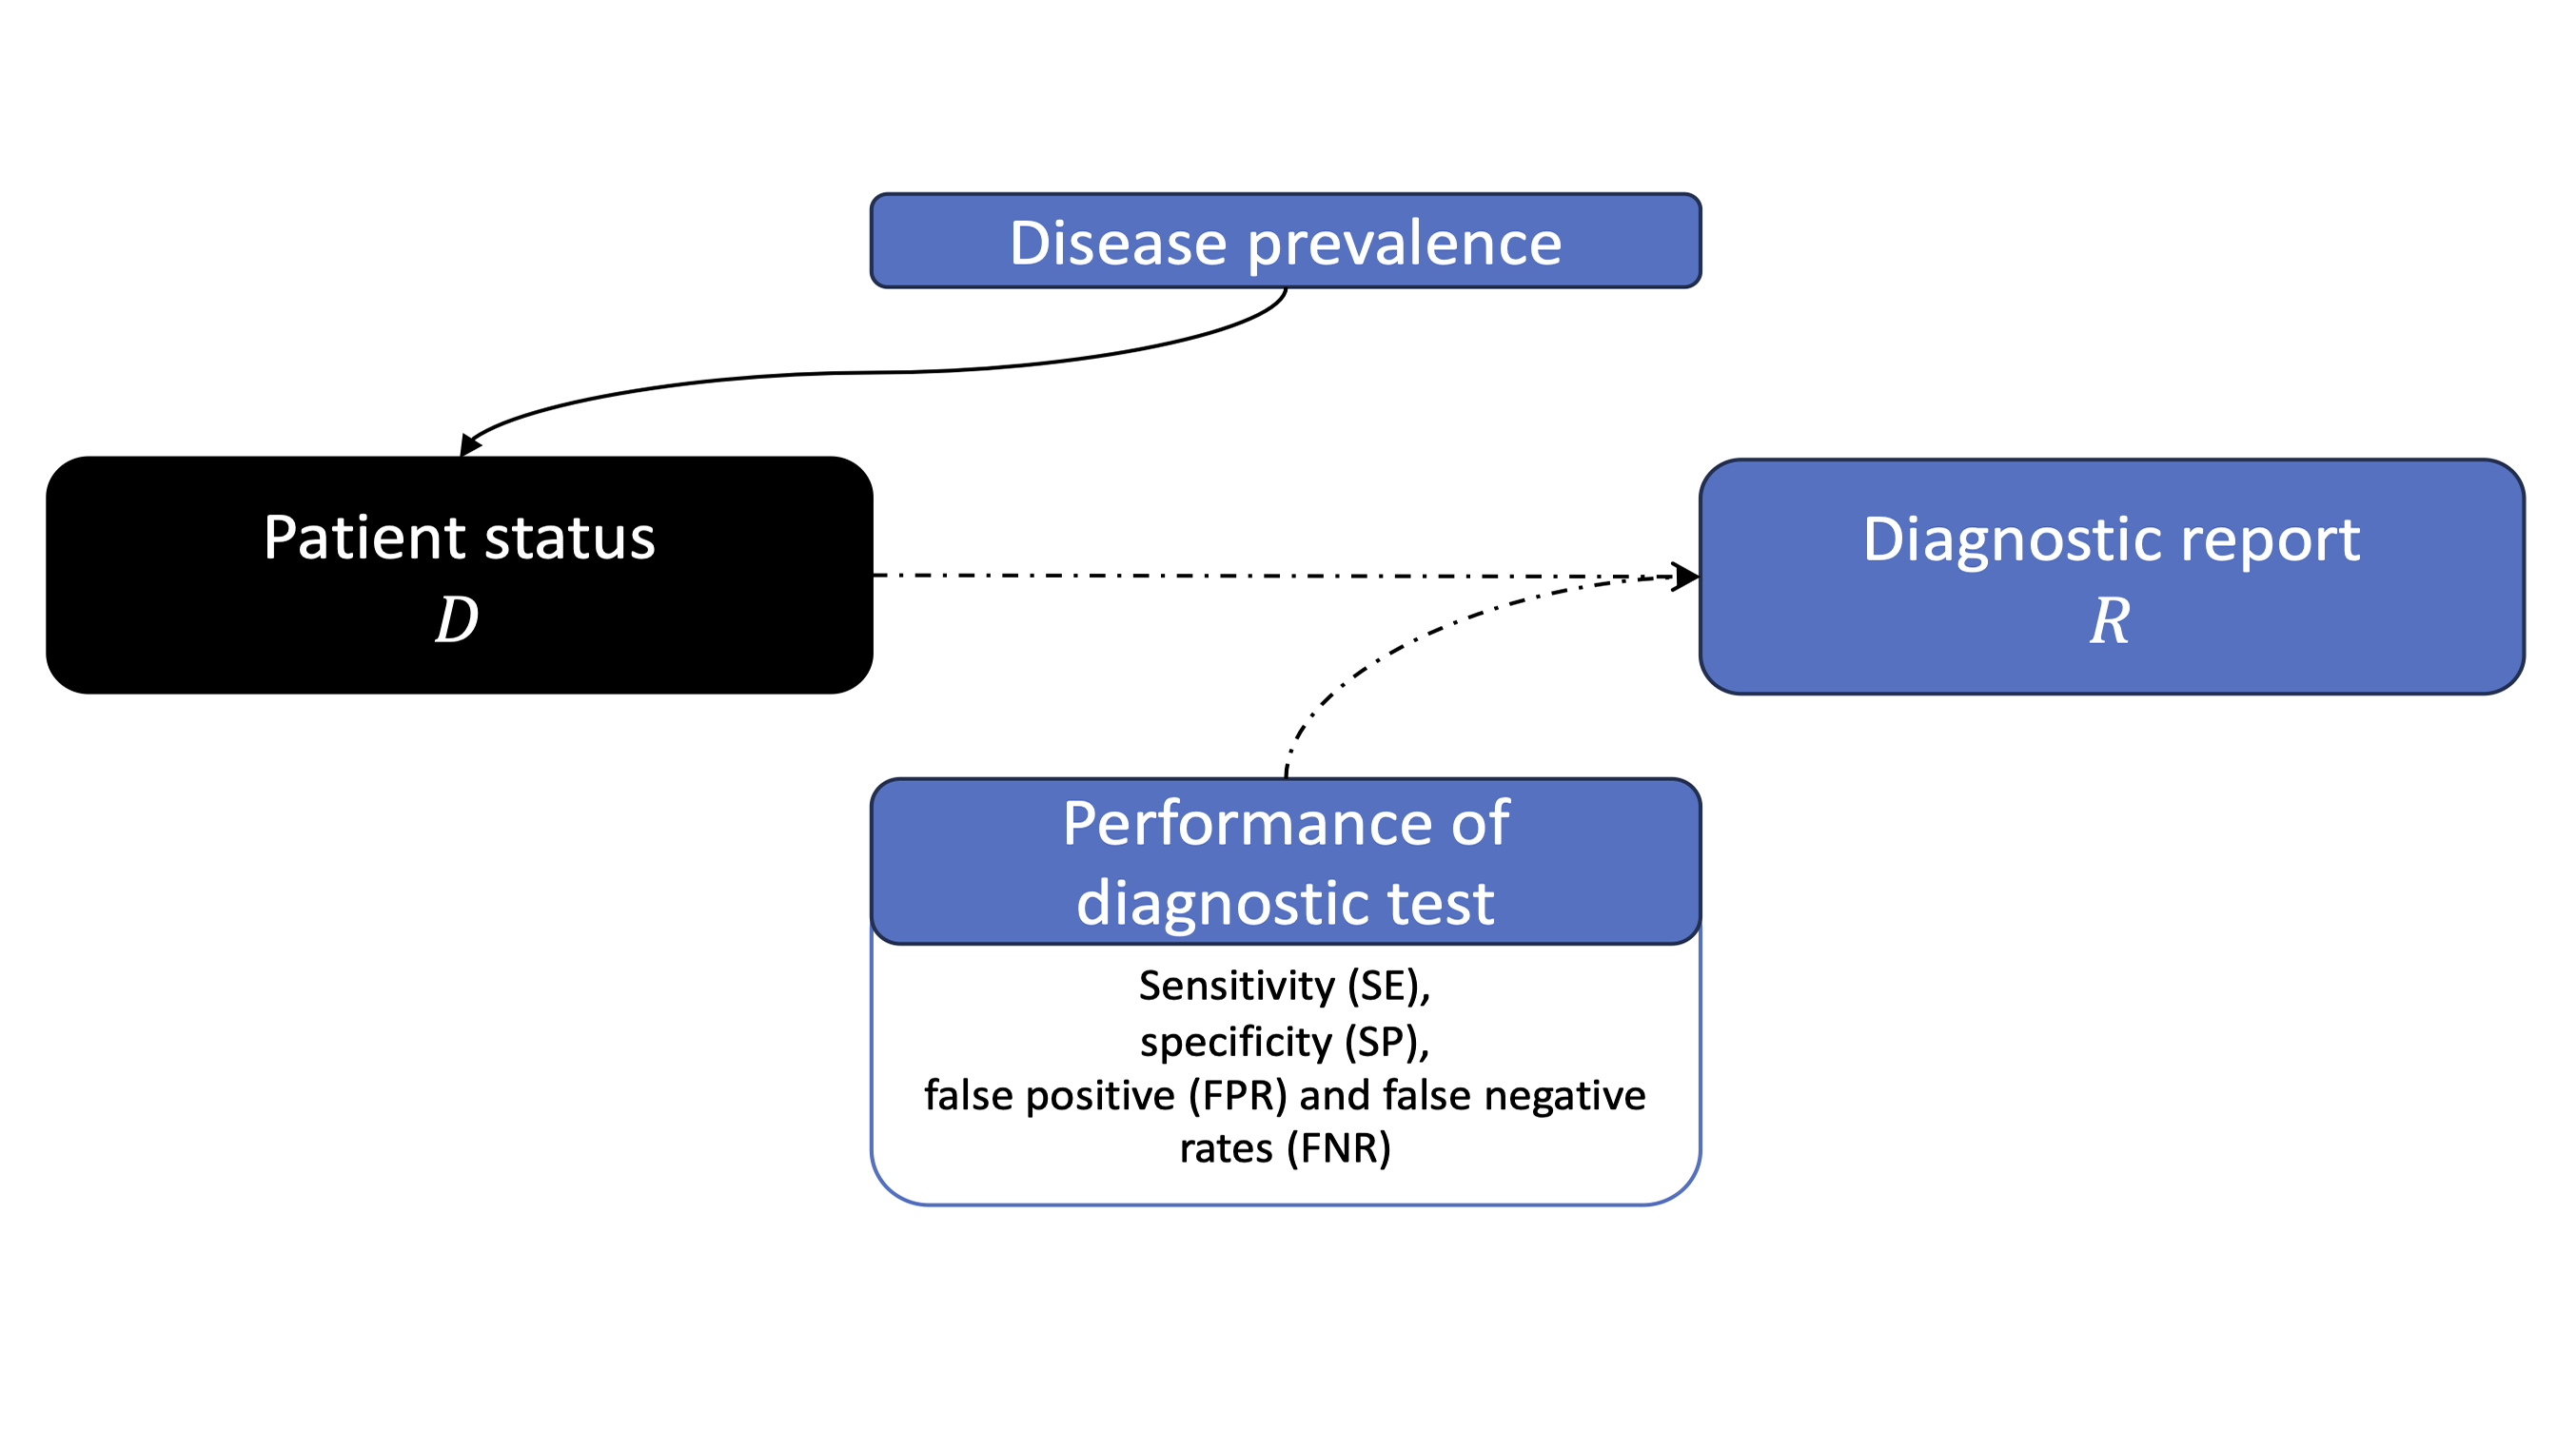 Disease prevalence
Patient status
D
Diagnostic report
R
Performance of
diagnostic test
Sensitivity (SE),
specificity (SP),
false positive (FPR) and false negative
rates (FNR)